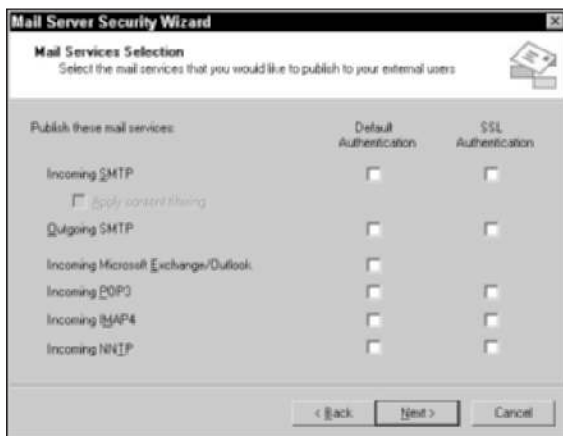 Mail Server Security Wizard
Mail Services Selection
Select the mail services that you would like to publish to your external users
Publish these mail services:
Default
Authentication
SSL
Authentication
Incoming SMTP
Apply content filtering
Outgoing SMTP
Incoming Microsoft Exchange/Outlook
Incoming POP3
Incoming IMAP4
Incoming NNTP
< Back
Next >
Cancel